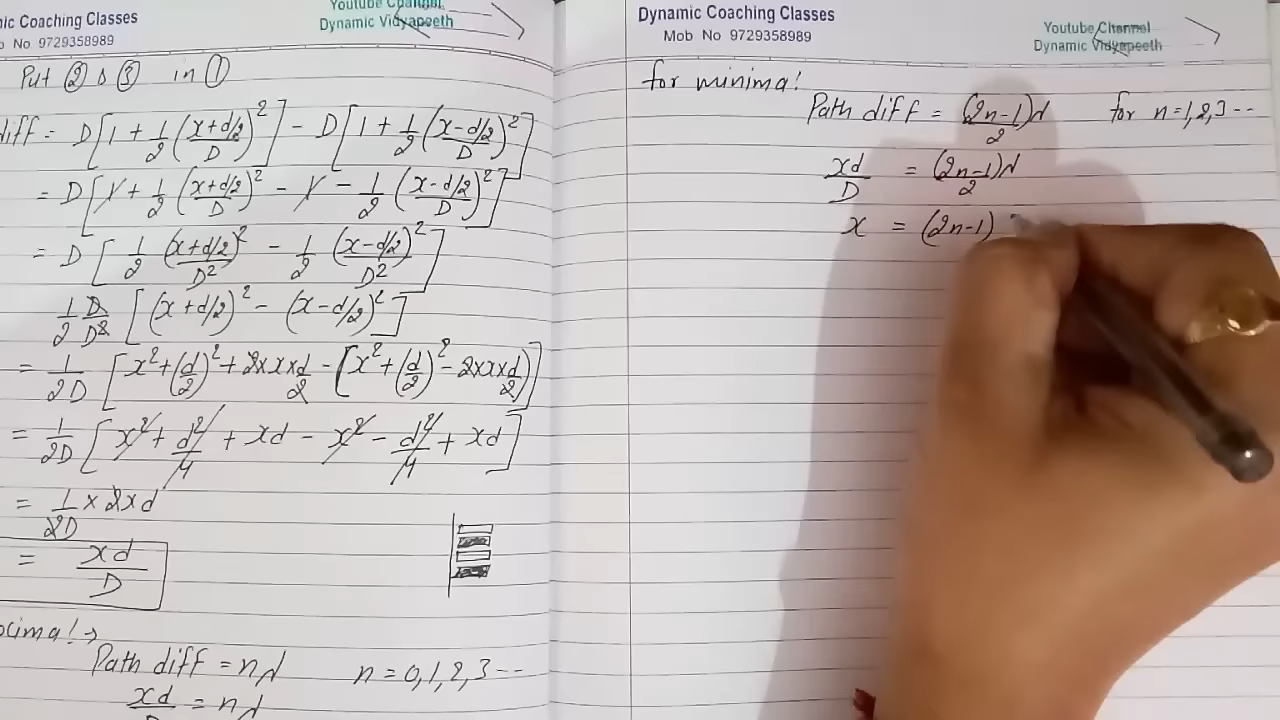 nic Coaching Classes
Mob No 9729358989
Youtube Channel
Dynamic Vidyapeeth
Put ② & ③ in ①
diff = D[1 + 1/2 ((x+d/2)/D)²] − D[1 + 1/2 ((x−d/2)/D)²]
= D[1 + 1/2 ((x+d/2)/D)² − 1 − 1/2 ((x−d/2)/D)²]
= D [1/2 (x+d/2)²/D² − 1/2 (x−d/2)²/D²]
1/2 D/D² [(x+d/2)² − (x−d/2)²]
= 1/2D [x² + (d/2)² + 2×x×d/2 − [x² + (d/2)² − 2×x×d/2]]
= 1/2D [x² + d²/4 + xd − x² − d²/4 + xd]
= 1/2D × 2xd
= xd/D
xima! →
Path diff = nλ n = 0,1,2,3--
xd/D = nλ
Dynamic Coaching Classes
Mob No 9729358989
Youtube Channel
Dynamic Vidyapeeth
for minima!
Path diff = (2n-1)λ/2 for n=1,2,3--
xd/D = (2n-1)λ/2
x = (2n-1)